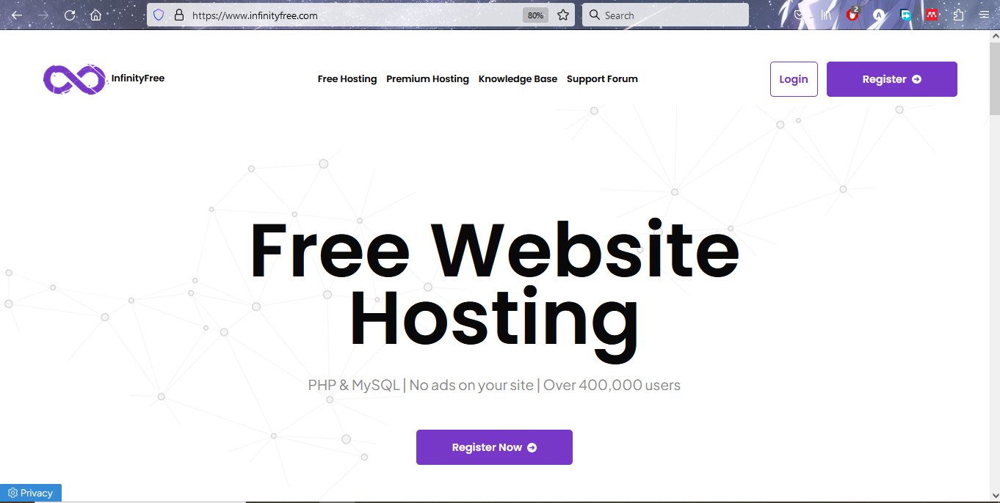 https://www.infinityfree.com
80%
Search
2
A
InfinityFree
Free Hosting
Premium Hosting
Knowledge Base
Support Forum
Login
Register
Free Website
Hosting
PHP & MySQL | No ads on your site | Over 400,000 users
Register Now
Privacy